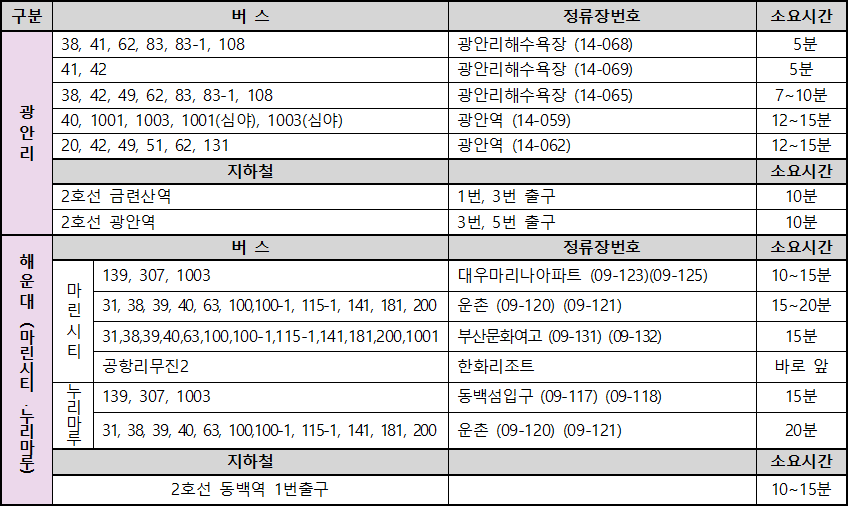 구분 버 스 정류장번호 소요시간
광안리
38, 41, 62, 83, 83-1, 108 광안리해수욕장 (14-068) 5분
41, 42 광안리해수욕장 (14-069) 5분
38, 42, 49, 62, 83, 83-1, 108 광안리해수욕장 (14-065) 7~10분
40, 1001, 1003, 1001(심야), 1003(심야) 광안역 (14-059) 12~15분
20, 42, 49, 51, 62, 131 광안역 (14-062) 12~15분
지하철 소요시간
2호선 금련산역 1번, 3번 출구 10분
2호선 광안역 3번, 5번 출구 10분
해운대 (마린시티·누리마루)
버 스 정류장번호 소요시간
마린시티
139, 307, 1003 대우마리나아파트 (09-123)(09-125) 10~15분
31, 38, 39, 40, 63, 100,100-1, 115-1, 141, 181, 200 운촌 (09-120) (09-121) 15~20분
31,38,39,40,63,100,100-1,115-1,141,181,200,1001 부산문화여고 (09-131) (09-132) 15분
공항리무진2 한화리조트 바로 앞
누리마루
139, 307, 1003 동백섬입구 (09-117) (09-118) 15분
31, 38, 39, 40, 63, 100,100-1, 115-1, 141, 181, 200 운촌 (09-120) (09-121) 20분
지하철 소요시간
2호선 동백역 1번출구 10~15분